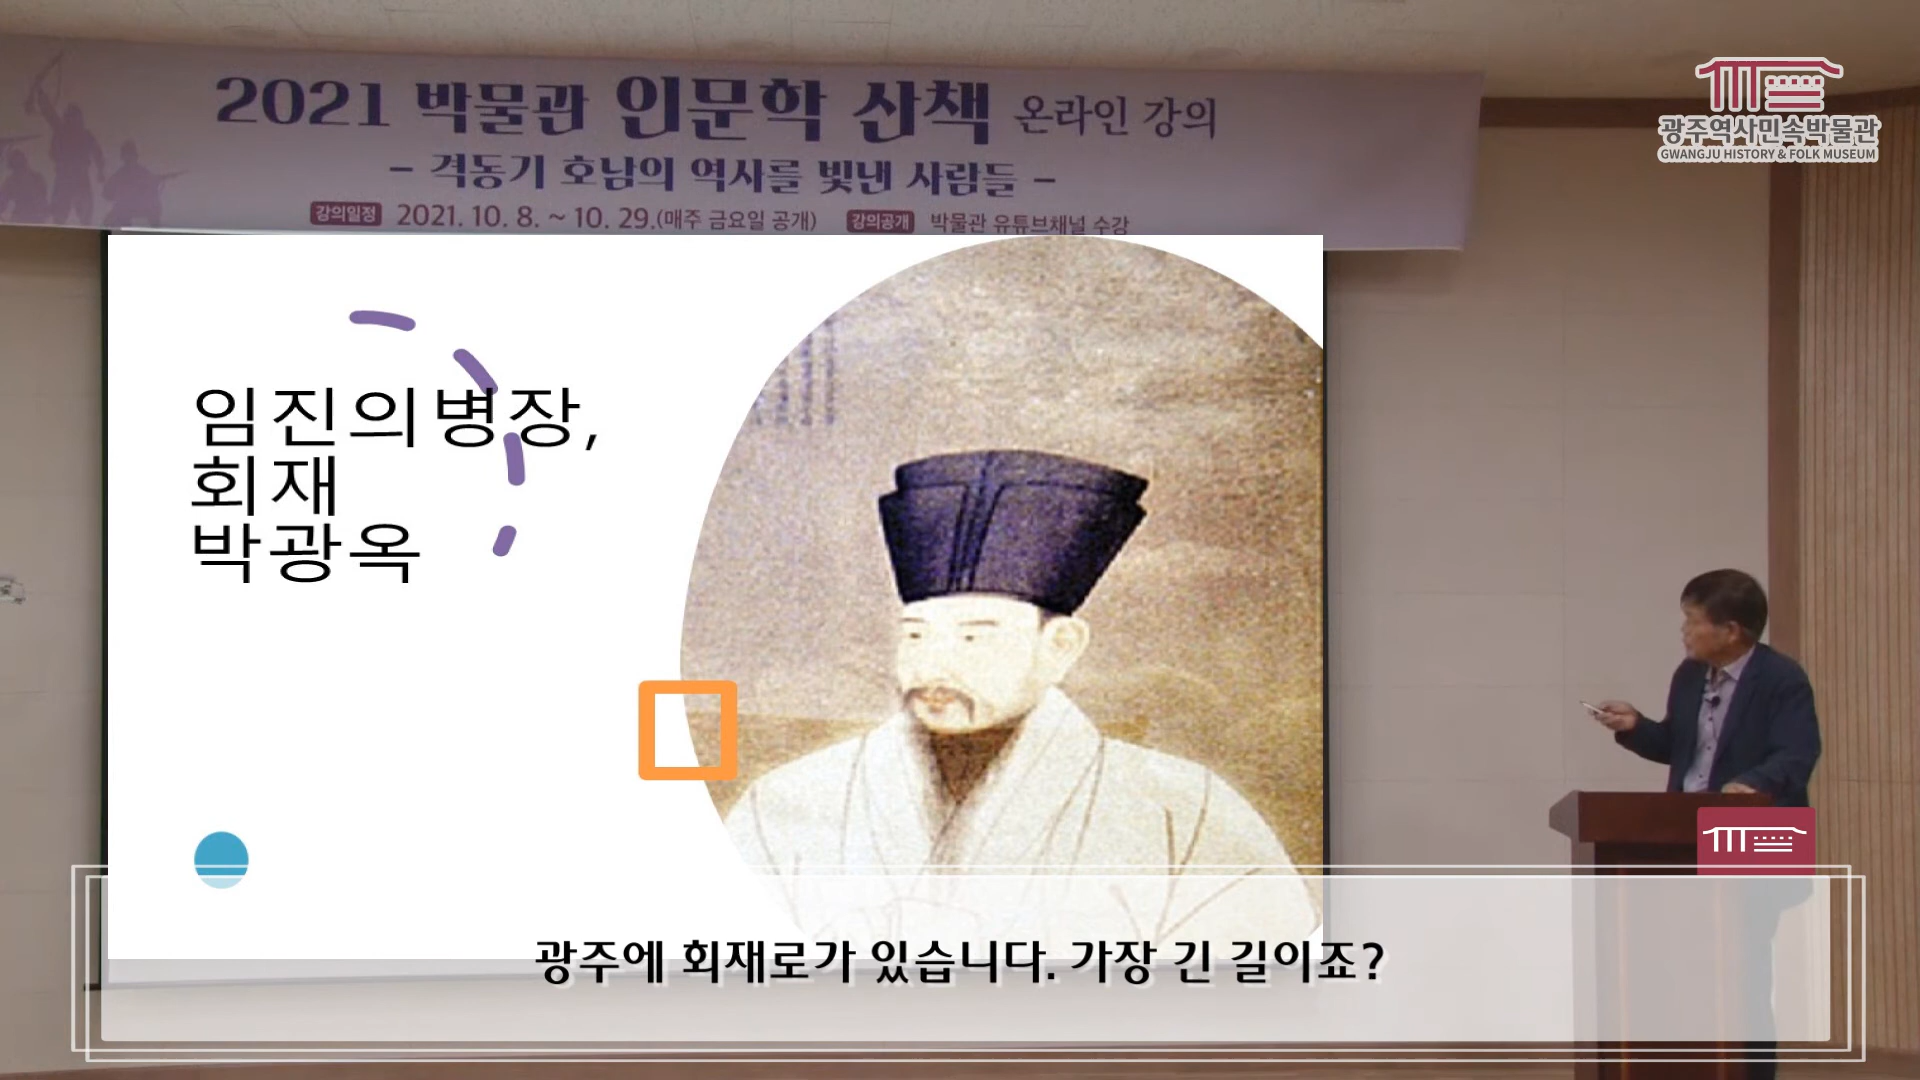 2021 박물관 인문학 산책 온라인 강의
- 격동기 호남의 역사를 빛낸 사람들 -
강의일정 2021. 10. 8. ~ 10. 29.(매주 금요일 공개) 강의공개 박물관 유튜브채널 수강
광주역사민속박물관
GWANGJU HISTORY & FOLK MUSEUM
임진의병장,
회재
박광옥
광주에 회재로가 있습니다. 가장 긴 길이죠?